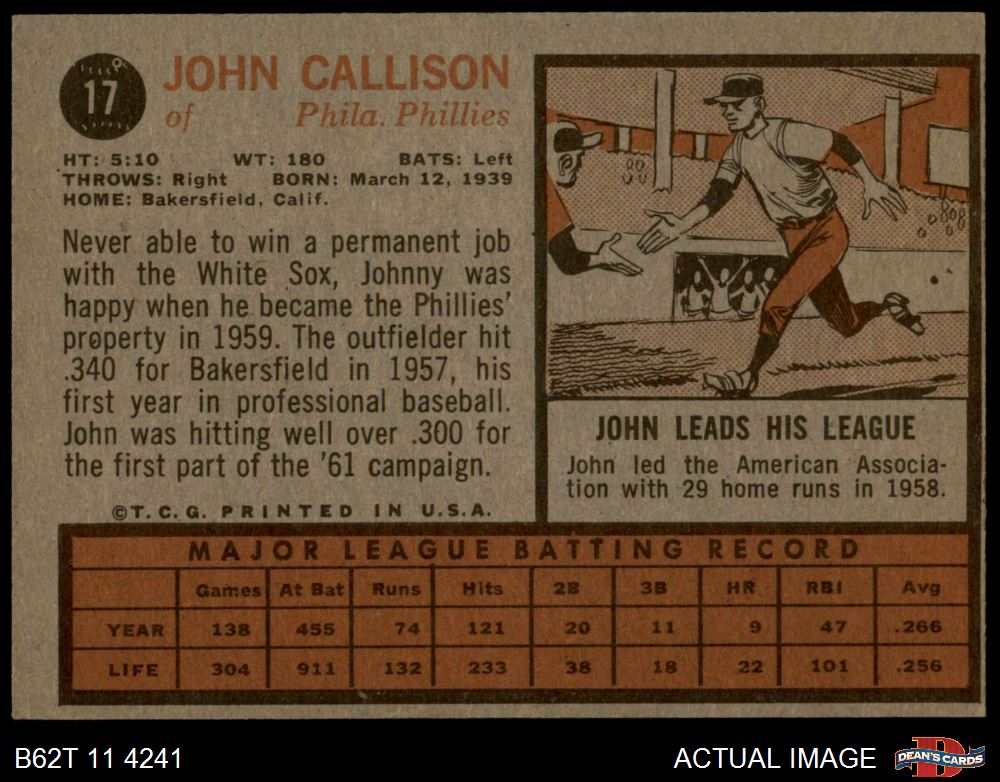 17
JOHN CALLISON
of Phila. Phillies
HT: 5:10 WT: 180 BATS: Left
THROWS: Right BORN: March 12, 1939
HOME: Bakersfield, Calif.
Never able to win a permanent job
with the White Sox, Johnny was
happy when he became the Phillies'
property in 1959. The outfielder hit
.340 for Bakersfield in 1957, his
first year in professional baseball.
John was hitting well over .300 for
the first part of the '61 campaign.
©T.C.G. PRINTED IN U.S.A.
JOHN LEADS HIS LEAGUE
John led the American Associa-
tion with 29 home runs in 1958.
MAJOR LEAGUE BATTING RECORD
Games At Bat Runs Hits 2B 3B HR RBI Avg
YEAR 138 455 74 121 20 11 9 47 .266
LIFE 304 911 132 233 38 18 22 101 .256
B62T 11 4241
ACTUAL IMAGE
D
DEAN'S CARDS